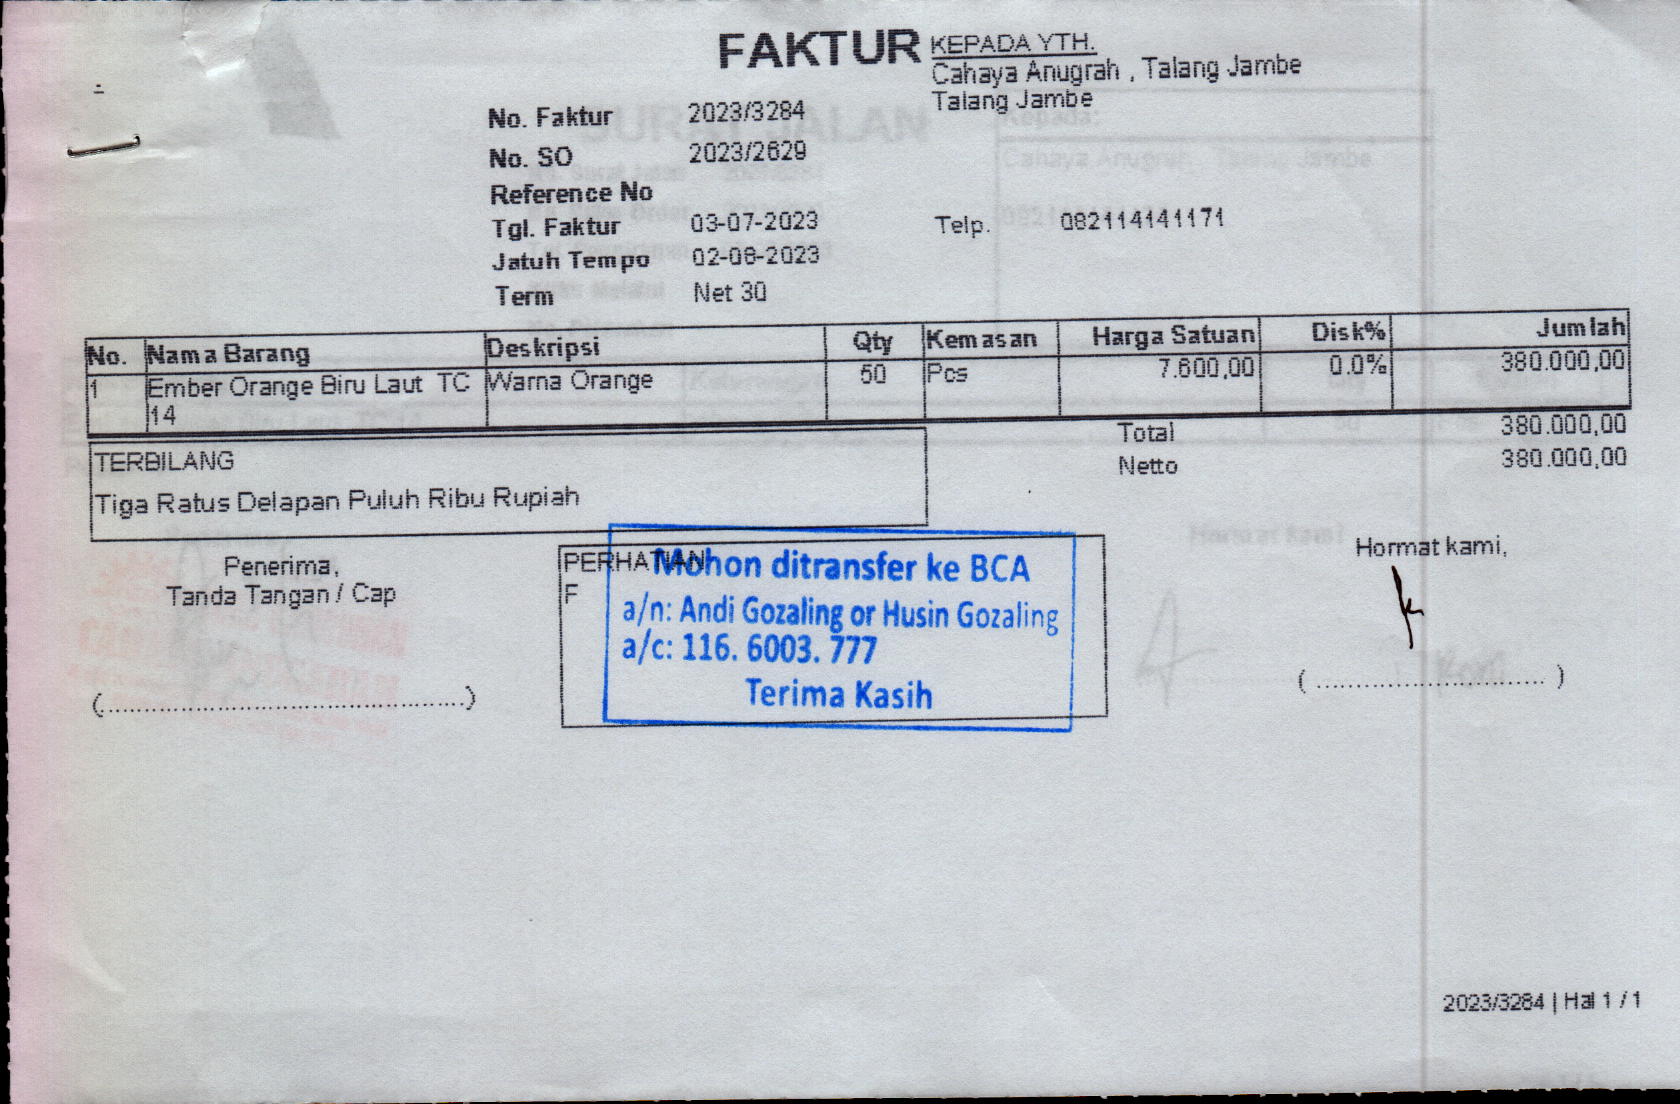 FAKTUR
KEPADA YTH.
Cahaya Anugrah , Talang Jambe
Talang Jambe
No. Faktur 2023/3284
No. SO 2023/2629
Reference No
Tgl. Faktur 03-07-2023
Telp. 082114141171
Jatuh Tempo 02-08-2023
Term Net 30
No. Nama Barang Deskripsi Qty Kemasan Harga Satuan Disk% Jumlah
1 Ember Orange Biru Laut TC Warna Orange 50 Pcs 7.600,00 0.0% 380.000,00
14
Total 380.000,00
Netto 380.000,00
TERBILANG
Tiga Ratus Delapan Puluh Ribu Rupiah
Penerima,
Tanda Tangan / Cap
(............................................)
PERHATIAN
F
Mohon ditransfer ke BCA
a/n: Andi Gozaling or Husin Gozaling
a/c: 116. 6003. 777
Terima Kasih
Hormat kami,
( ............................ )
2023/3284 | Hal 1 / 1